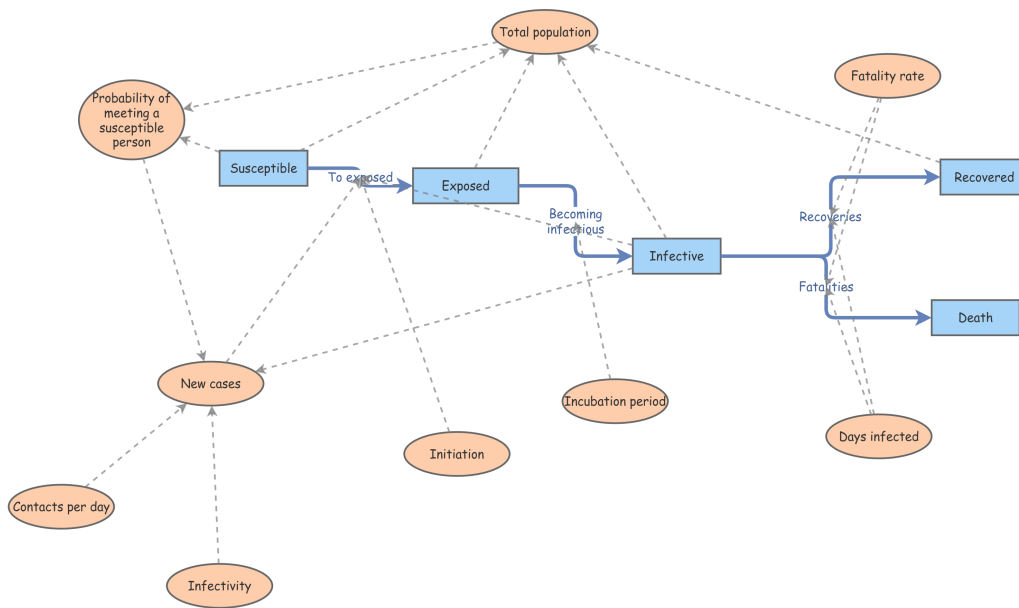 Total population
Fatality rate
Probability of
meeting a
susceptible
person
Susceptible
To exposed
Exposed
Recovered
Becoming
infectious
Recoveries
Infective
Fatalities
Death
New cases
Incubation period
Days infected
Initiation
Contacts per day
Infectivity